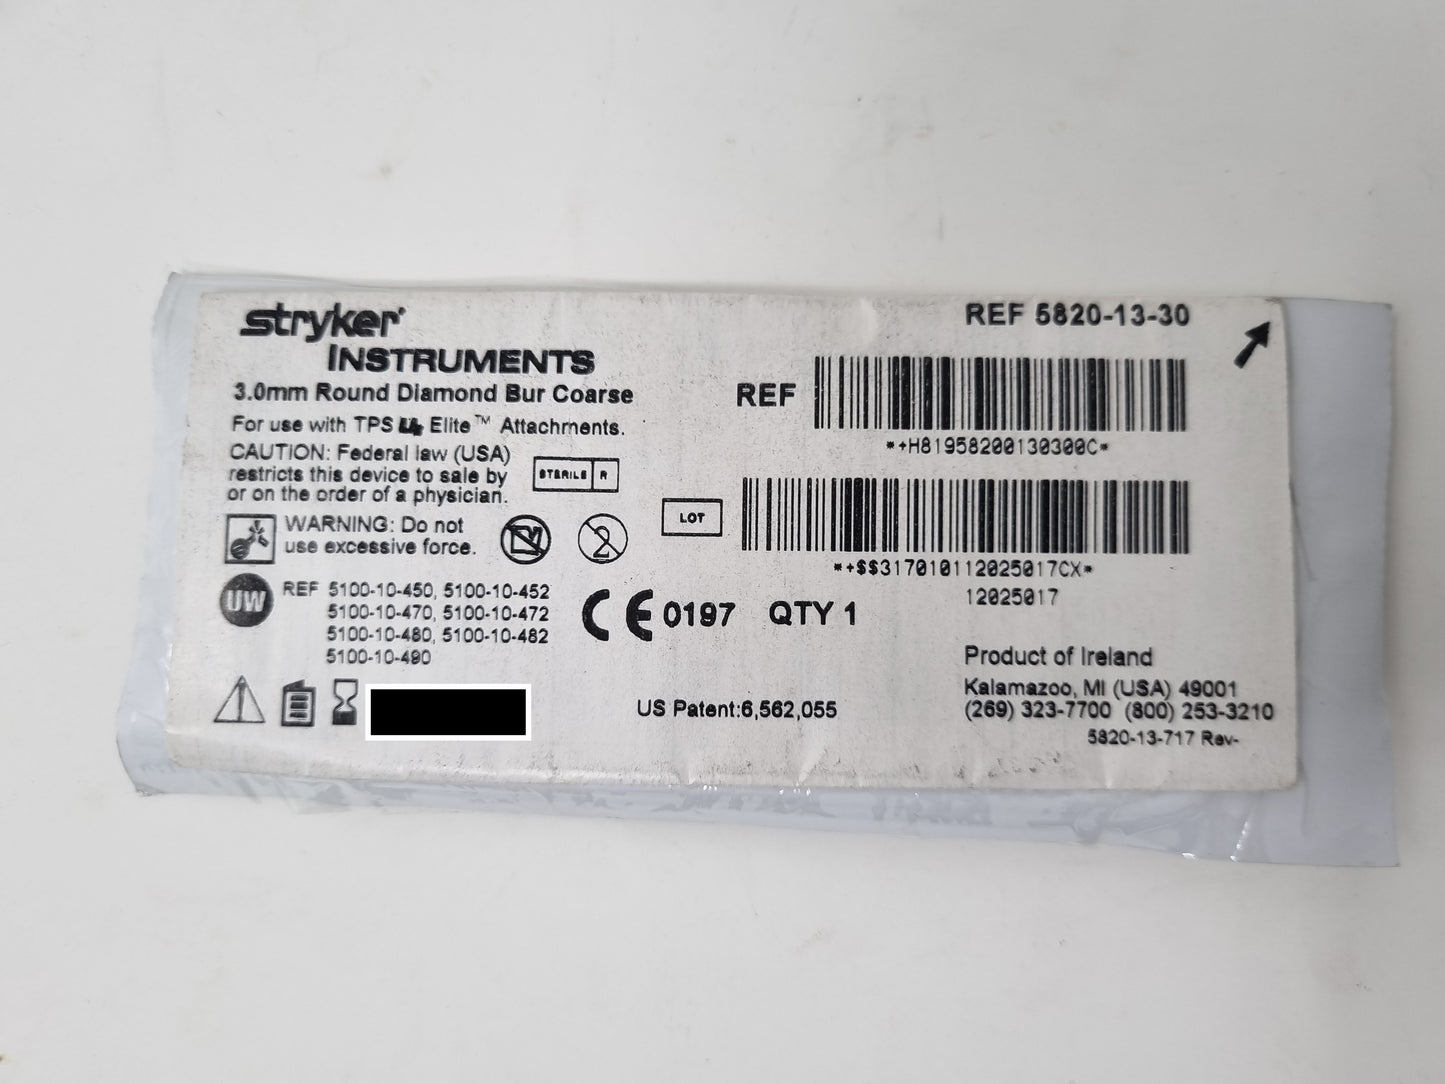 stryker
INSTRUMENTS
3.0mm Round Diamond Bur Coarse
For use with TPS Elite™ Attachments.
CAUTION: Federal law (USA)
restricts this device to sale by
or on the order of a physician.
STERILE R
WARNING: Do not
use excessive force.
2
UW
REF 5100-10-450, 5100-10-452
5100-10-470, 5100-10-472
5100-10-480, 5100-10-482
5100-10-490
CE 0197 QTY 1
US Patent:6,562,055
REF 5820-13-30
REF
*+H81958200130300C*
LOT
*+$$317010112025017CX*
12025017
Product of Ireland
Kalamazoo, MI (USA) 49001
(269) 323-7700 (800) 253-3210
5820-13-717 Rev-